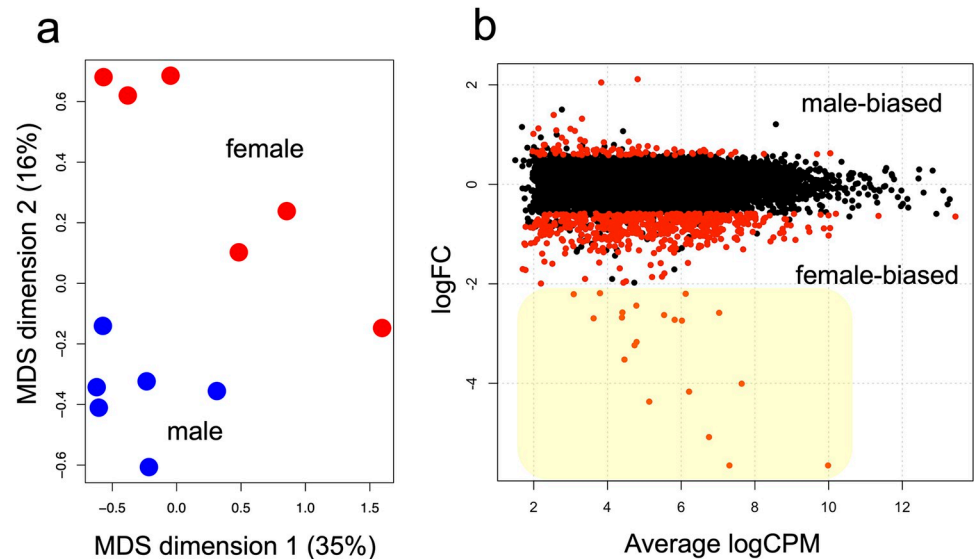 a
MDS dimension 2 (16%)
0.6
0.4
0.2
0.0
−0.2
−0.4
−0.6
female
male
−0.5
0.0
0.5
1.0
1.5
MDS dimension 1 (35%)
b
logFC
2
0
−2
−4
male-biased
female-biased
2
4
6
8
10
12
Average logCPM